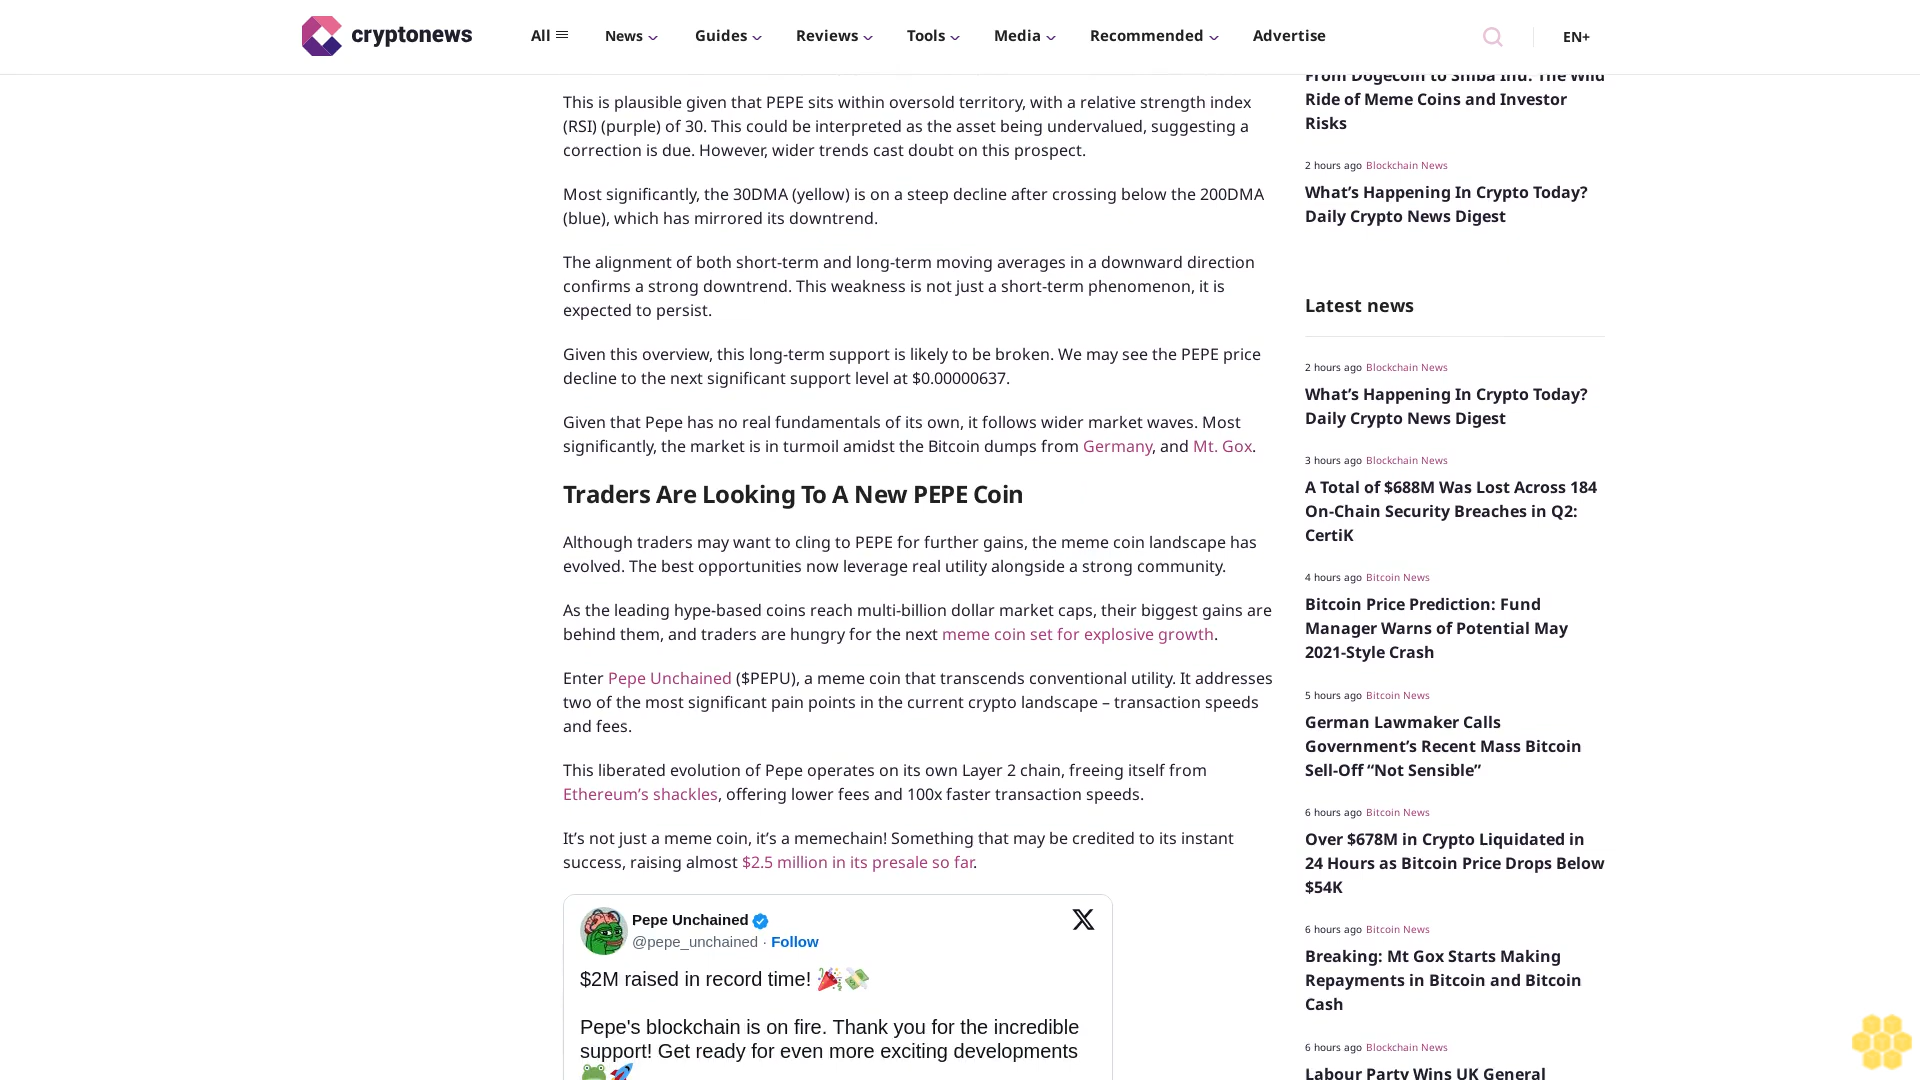 cryptonews
All
News
Guides
Reviews
Tools
Media
Recommended
Advertise
EN+
This is plausible given that PEPE sits within oversold territory, with a relative strength index
(RSI) (purple) of 30. This could be interpreted as the asset being undervalued, suggesting a
correction is due. However, wider trends cast doubt on this prospect.
Most significantly, the 30DMA (yellow) is on a steep decline after crossing below the 200DMA
(blue), which has mirrored its downtrend.
The alignment of both short-term and long-term moving averages in a downward direction
confirms a strong downtrend. This weakness is not just a short-term phenomenon, it is
expected to persist.
Given this overview, this long-term support is likely to be broken. We may see the PEPE price
decline to the next significant support level at $0.00000637.
Given that Pepe has no real fundamentals of its own, it follows wider market waves. Most
significantly, the market is in turmoil amidst the Bitcoin dumps from Germany, and Mt. Gox.
Traders Are Looking To A New PEPE Coin
Although traders may want to cling to PEPE for further gains, the meme coin landscape has
evolved. The best opportunities now leverage real utility alongside a strong community.
As the leading hype-based coins reach multi-billion dollar market caps, their biggest gains are
behind them, and traders are hungry for the next meme coin set for explosive growth.
Enter Pepe Unchained ($PEPU), a meme coin that transcends conventional utility. It addresses
two of the most significant pain points in the current crypto landscape – transaction speeds
and fees.
This liberated evolution of Pepe operates on its own Layer 2 chain, freeing itself from
Ethereum’s shackles, offering lower fees and 100x faster transaction speeds.
It’s not just a meme coin, it’s a memechain! Something that may be credited to its instant
success, raising almost $2.5 million in its presale so far.
Pepe Unchained
@pepe_unchained · Follow
$2M raised in record time! 🎉💸
Pepe's blockchain is on fire. Thank you for the incredible
support! Get ready for even more exciting developments
🐸🚀
From Dogecoin to Shiba Inu: The Wild
Ride of Meme Coins and Investor
Risks
2 hours ago Blockchain News
What’s Happening In Crypto Today?
Daily Crypto News Digest
Latest news
2 hours ago Blockchain News
What’s Happening In Crypto Today?
Daily Crypto News Digest
3 hours ago Blockchain News
A Total of $688M Was Lost Across 184
On-Chain Security Breaches in Q2:
CertiK
4 hours ago Bitcoin News
Bitcoin Price Prediction: Fund
Manager Warns of Potential May
2021-Style Crash
5 hours ago Bitcoin News
German Lawmaker Calls
Government’s Recent Mass Bitcoin
Sell-Off “Not Sensible”
6 hours ago Bitcoin News
Over $678M in Crypto Liquidated in
24 Hours as Bitcoin Price Drops Below
$54K
6 hours ago Bitcoin News
Breaking: Mt Gox Starts Making
Repayments in Bitcoin and Bitcoin
Cash
6 hours ago Blockchain News
Labour Party Wins UK General